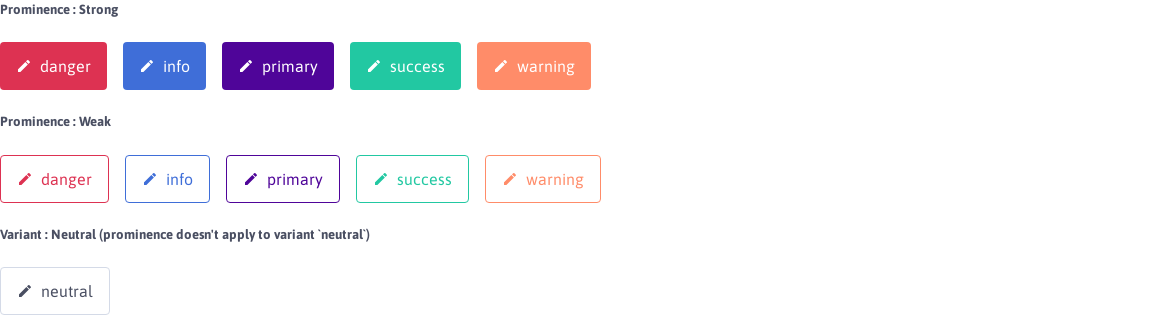 Prominence : Strong
danger info primary success warning
Prominence : Weak
danger info primary success warning
Variant : Neutral (prominence doesn't apply to variant `neutral`)
neutral